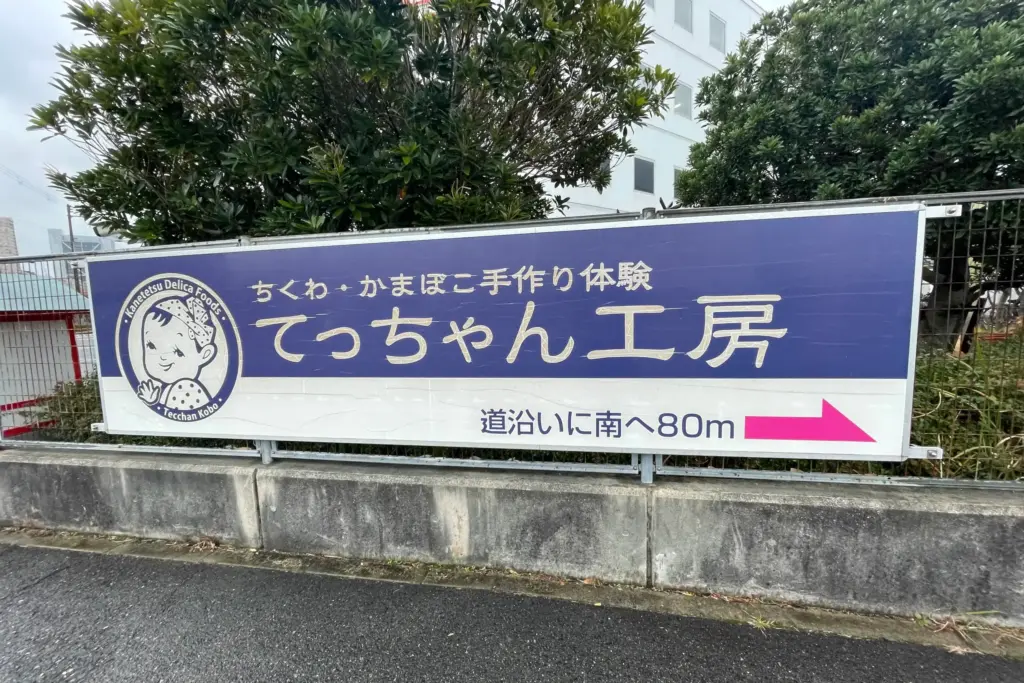 Kanetetsu Delica Foods
Tecchan Kobo
ちくわ・かまぼこ手作り体験
てっちゃん工房
道沿いに南へ80m